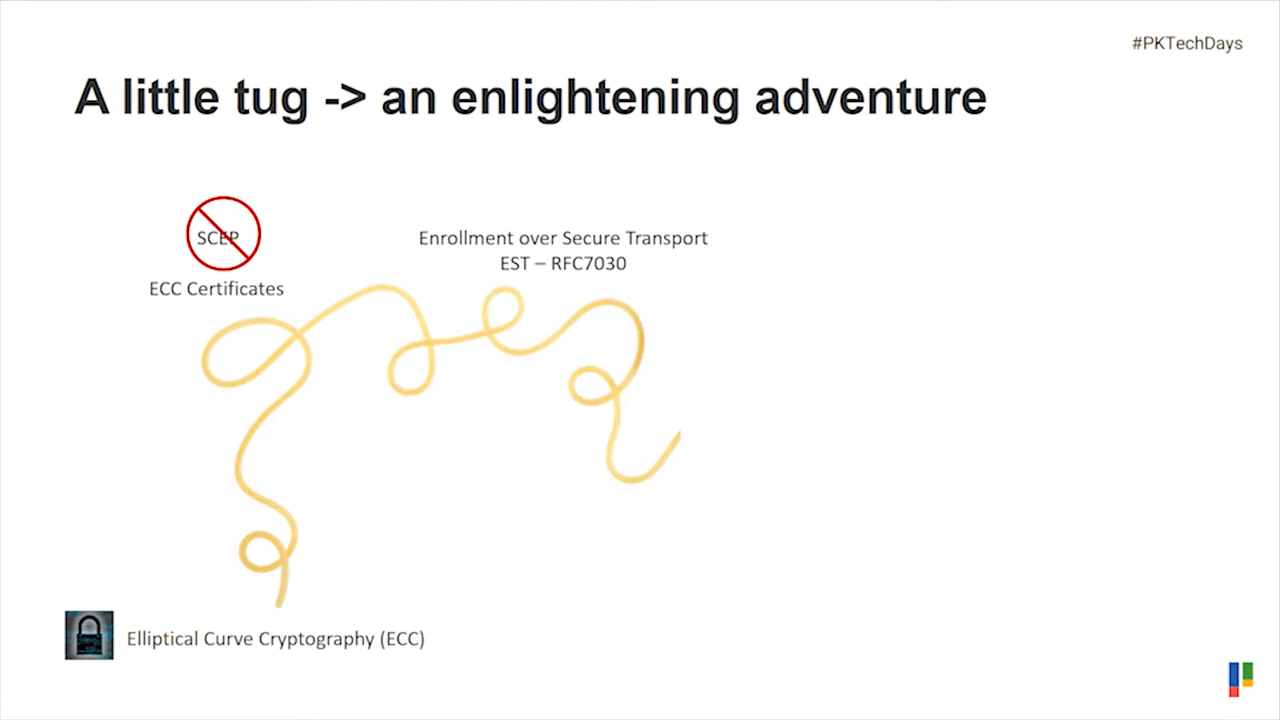 #PKTechDays
A little tug -> an enlightening adventure
SCEP
ECC Certificates
Enrollment over Secure Transport
EST – RFC7030
Elliptical Curve Cryptography (ECC)